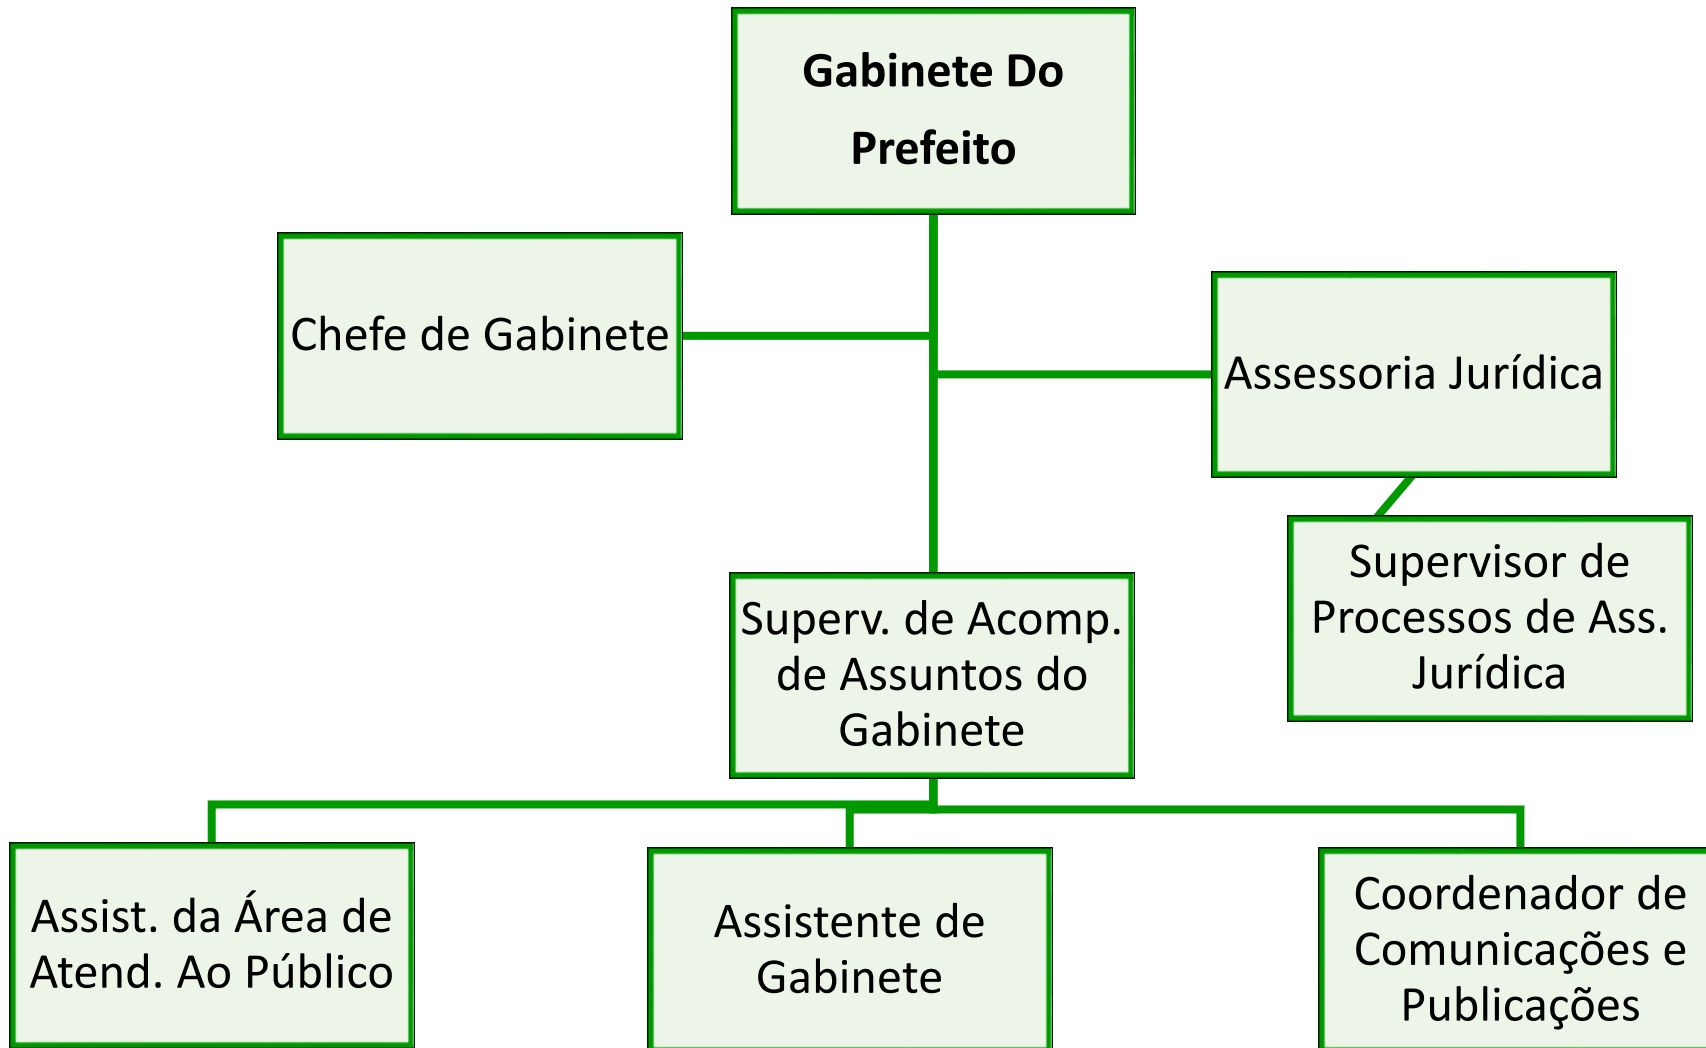 Gabinete Do
Prefeito
Chefe de Gabinete
Assessoria Jurídica
Supervisor de
Processos de Ass.
Jurídica
Superv. de Acomp.
de Assuntos do
Gabinete
Assist. da Área de
Atend. Ao Público
Assistente de
Gabinete
Coordenador de
Comunicações e
Publicações